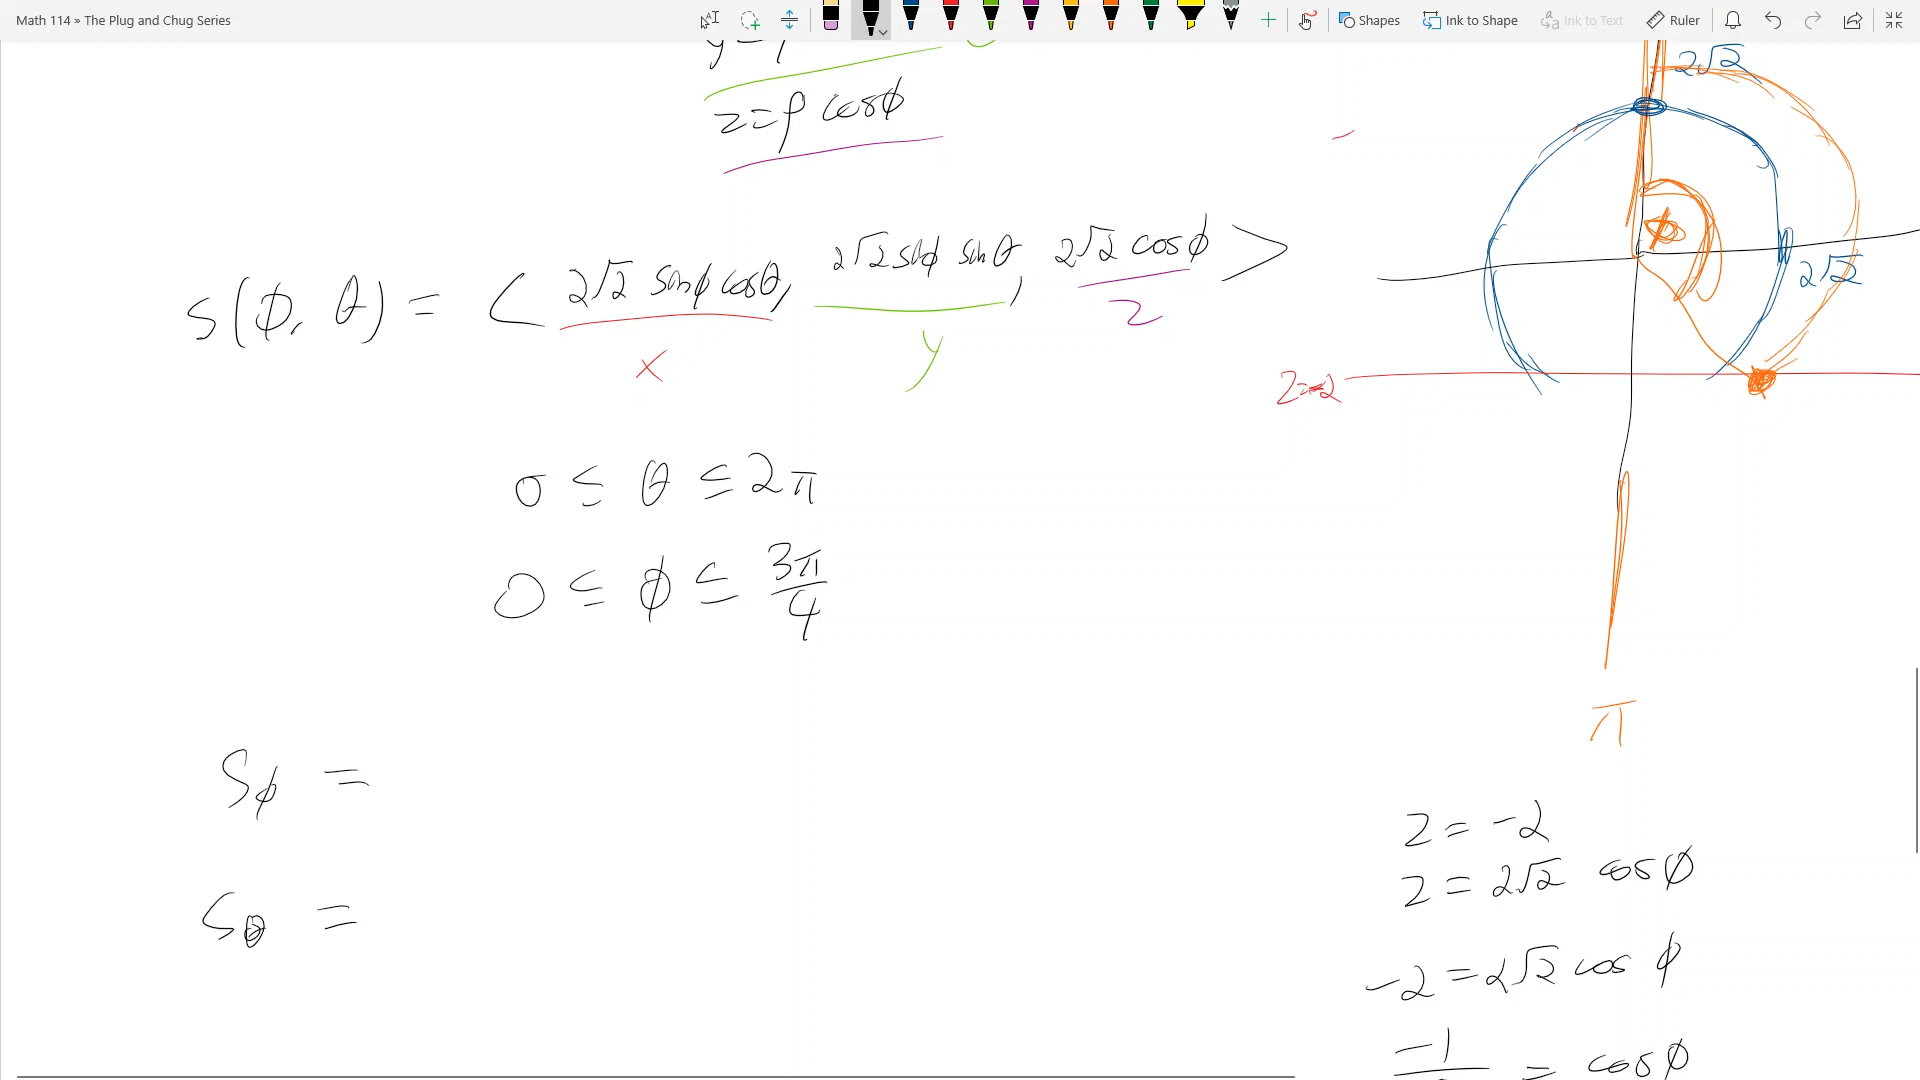 Math 114 » The Plug and Chug Series
Shapes
Ink to Shape
Ink to Text
Ruler
z=ρ cosϕ
2√2
S(ϕ, θ) = < 2√2 sinϕ cosθ, 2√2 sinϕ sinθ, 2√2 cosϕ >
x
y
z
ϕ
2√2
z=-2
0 ≤ θ ≤ 2π
0 ≤ ϕ ≤ 3π/4
π
Sϕ =
Sθ =
z = -2
z = 2√2 cosϕ
-2 = 2√2 cos ϕ
= cosϕ